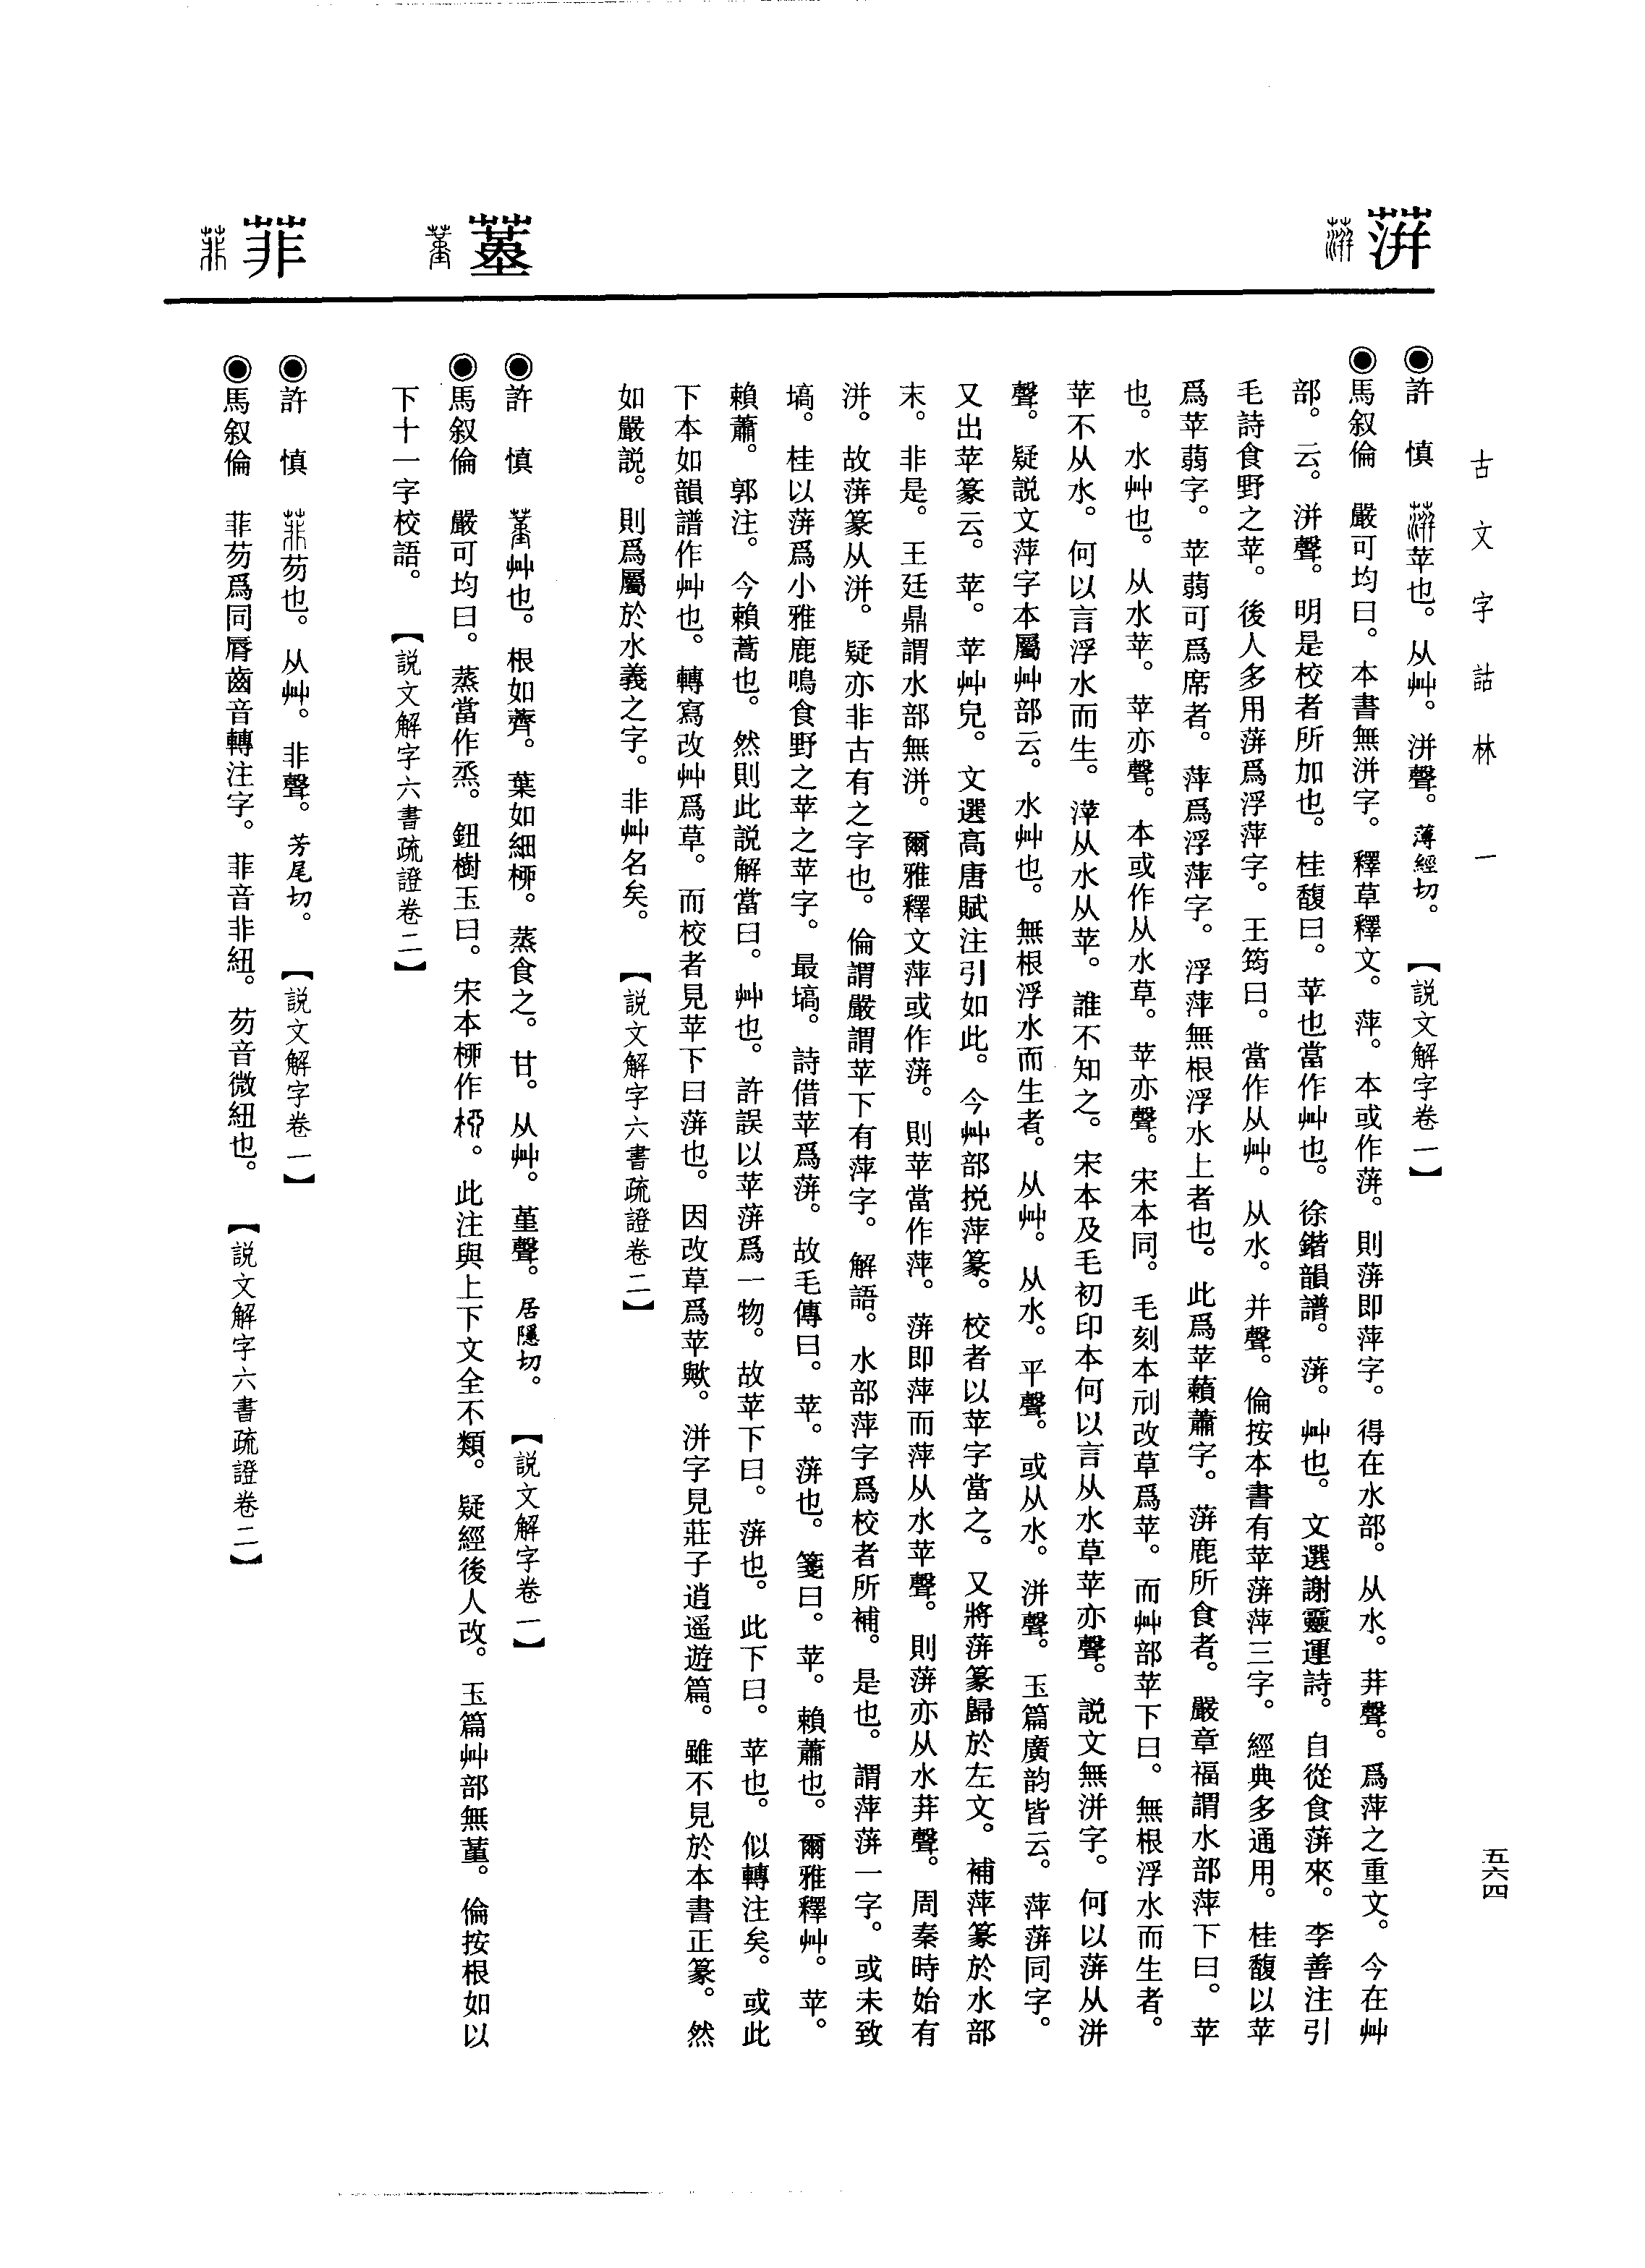 古文字詁林 一
五六四
蓱
◉許 慎 蓱苹也。从艸。洴聲。薄經切。【説文解字卷一】
◉馬叙倫 嚴可均曰。本書無洴字。釋草釋文。萍。本或作蓱。則蓱即萍字。得在水部。从水。荓聲。爲萍之重文。今在艸
部。云。洴聲。明是校者所加也。桂馥曰。苹也當作艸也。徐鍇韻譜。蓱。艸也。文選謝靈運詩。自從食蓱來。李善注引
毛詩食野之苹。後人多用蓱爲浮萍字。王筠曰。當作从艸。从水。并聲。倫按本書有苹蓱萍三字。經典多通用。桂馥以苹
爲苹蒻字。苹蒻可爲席者。萍爲浮萍字。浮萍無根浮水上者也。此爲苹藾蕭字。蓱鹿所食者。嚴章福謂水部萍下曰。苹
也。水艸也。从水苹。苹亦聲。本或作从水草。苹亦聲。宋本同。毛刻本刓改草爲苹。而艸部苹下曰。無根浮水而生者。
苹不从水。何以言浮水而生。萍从水从苹。誰不知之。宋本及毛初印本何以言从水草苹亦聲。説文無洴字。何以蓱从洴
聲。疑説文萍字本屬艸部云。水艸也。無根浮水而生者。从艸。从水。平聲。或从水。洴聲。玉篇廣韵皆云。萍蓱同字。
又出苹篆云。苹。苹艸皃。文選高唐賦注引如此。今艸部挩萍篆。校者以苹字當之。又將蓱篆歸於左文。補萍篆於水部
末。非是。王廷鼎謂水部無洴。爾雅釋文萍或作蓱。則苹當作萍。蓱即萍而萍从水苹聲。則蓱亦从水荓聲。周秦時始有
洴。故蓱篆从洴。疑亦非古有之字也。倫謂嚴謂苹下有萍字。解語。水部萍字爲校者所補。是也。謂萍蓱一字。或未致
塙。桂以蓱爲小雅鹿鳴食野之苹之苹字。最塙。詩借苹爲蓱。故毛傳曰。苹。蓱也。箋曰。苹。賴蕭也。爾雅釋艸。苹。
賴蕭。郭注。今賴蒿也。然則此説解當曰。艸也。許誤以苹蓱爲一物。故苹下曰。蓱也。此下曰。苹也。似轉注矣。或此
下本如韻譜作艸也。轉寫改艸爲草。而校者見苹下曰蓱也。因改草爲苹歟。洴字見莊子逍遥遊篇。雖不見於本書正篆。然
如嚴説。則爲屬於水義之字。非艸名矣。【説文解字六書疏證卷二】
蓳
◉許 慎 艸也。根如薺。葉如細桺。蒸食之。甘。从艸。堇聲。居隱切。【説文解字卷一】
◉馬叙倫 嚴可均曰。蒸當作烝。鈕樹玉曰。宋本桺作。此注與上下文全不類。疑經後人改。玉篇艸部無蓳。倫按根如以
下十一字校語。【説文解字六書疏證卷二】
菲
◉許 慎 菲芴也。从艸。非聲。芳尾切。【説文解字卷一】
◉馬叙倫 菲芴爲同脣齒音轉注字。菲音非紐。芴音微紐也。【説文解字六書疏證卷二】